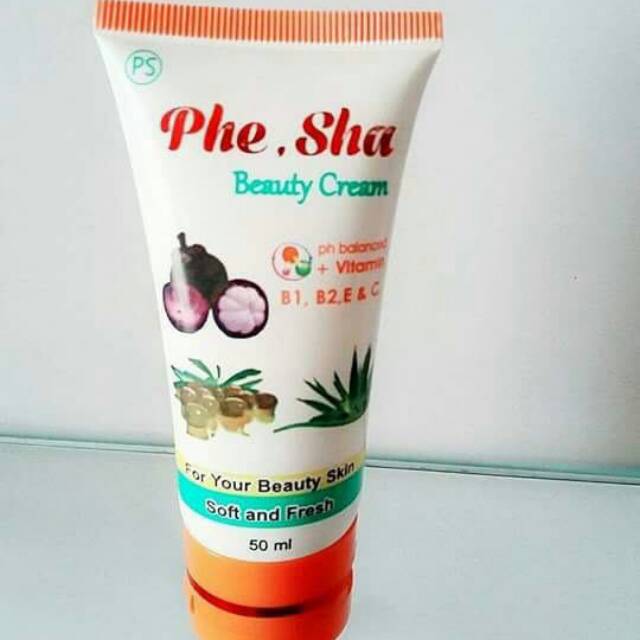 PS
Phe, Sha
Beauty Cream
ph balanced
+ Vitamin
B1, B2, E & C
For Your Beauty Skin
Soft and Fresh
50 ml